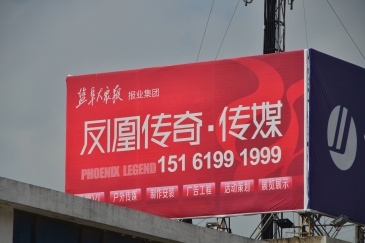 盐阜大众报 报业集团
凤凰传奇·传媒
PHOENIX LEGEND 151 6199 1999
户外传媒 制作安装 广告工程 活动策划 展览展示